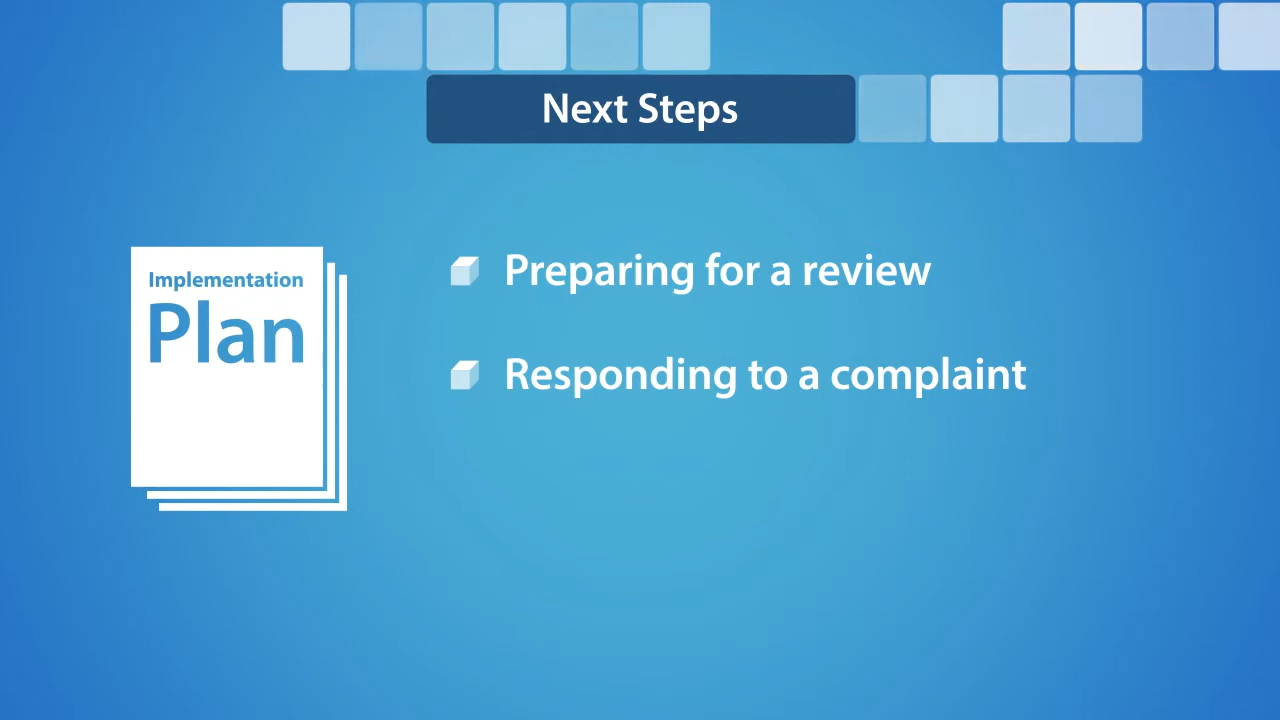 Next Steps
Implementation
Plan
Preparing for a review
Responding to a complaint